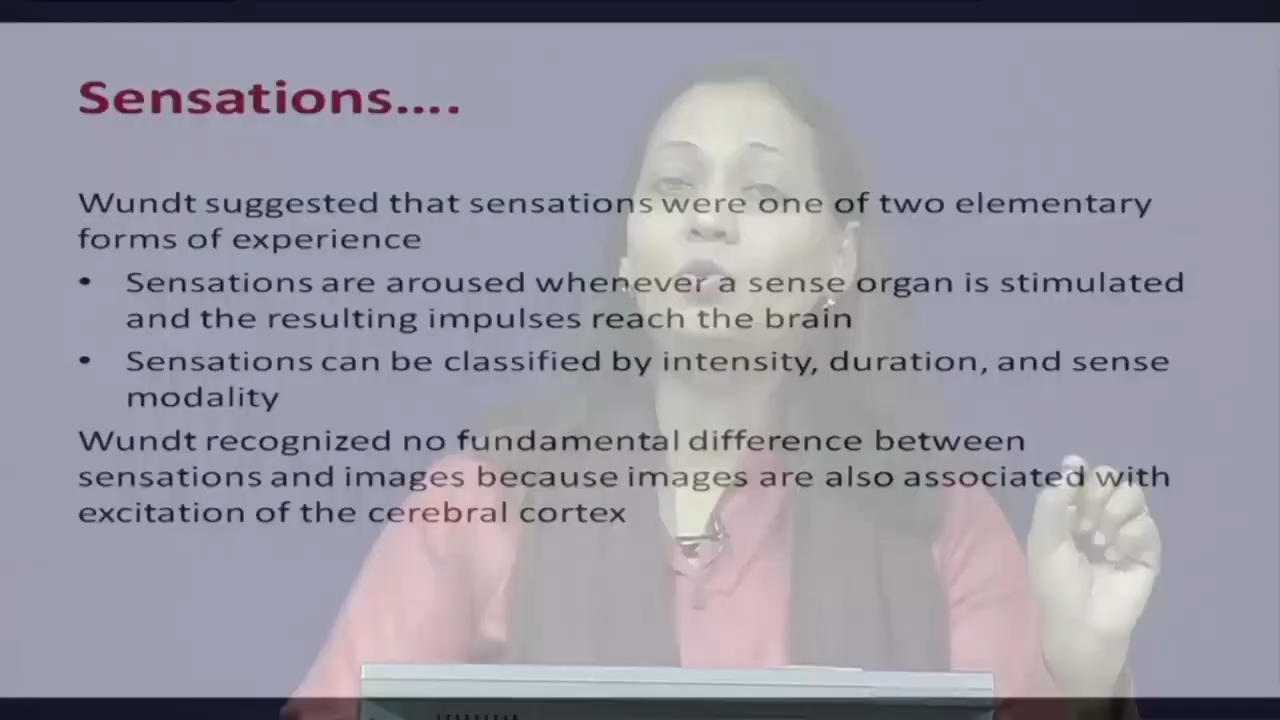 Sensations....
Wundt suggested that sensations were one of two elementary
forms of experience
• Sensations are aroused whenever a sense organ is stimulated
and the resulting impulses reach the brain
• Sensations can be classified by intensity, duration, and sense
modality
Wundt recognized no fundamental difference between
sensations and images because images are also associated with
excitation of the cerebral cortex